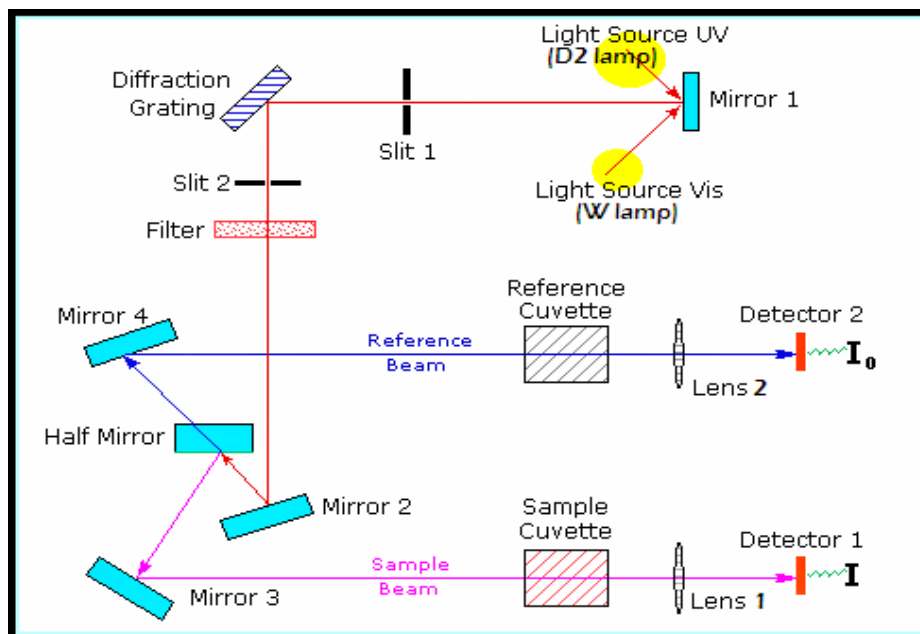 Light Source UV
(D2 lamp)
Diffraction
Grating
Mirror 1
Slit 1
Slit 2
Light Source Vis
(W lamp)
Filter
Reference
Cuvette
Mirror 4
Detector 2
Reference
Beam
I0
Lens 2
Half Mirror
Mirror 2
Sample
Cuvette
Detector 1
Sample
Beam
I
Mirror 3
Lens 1